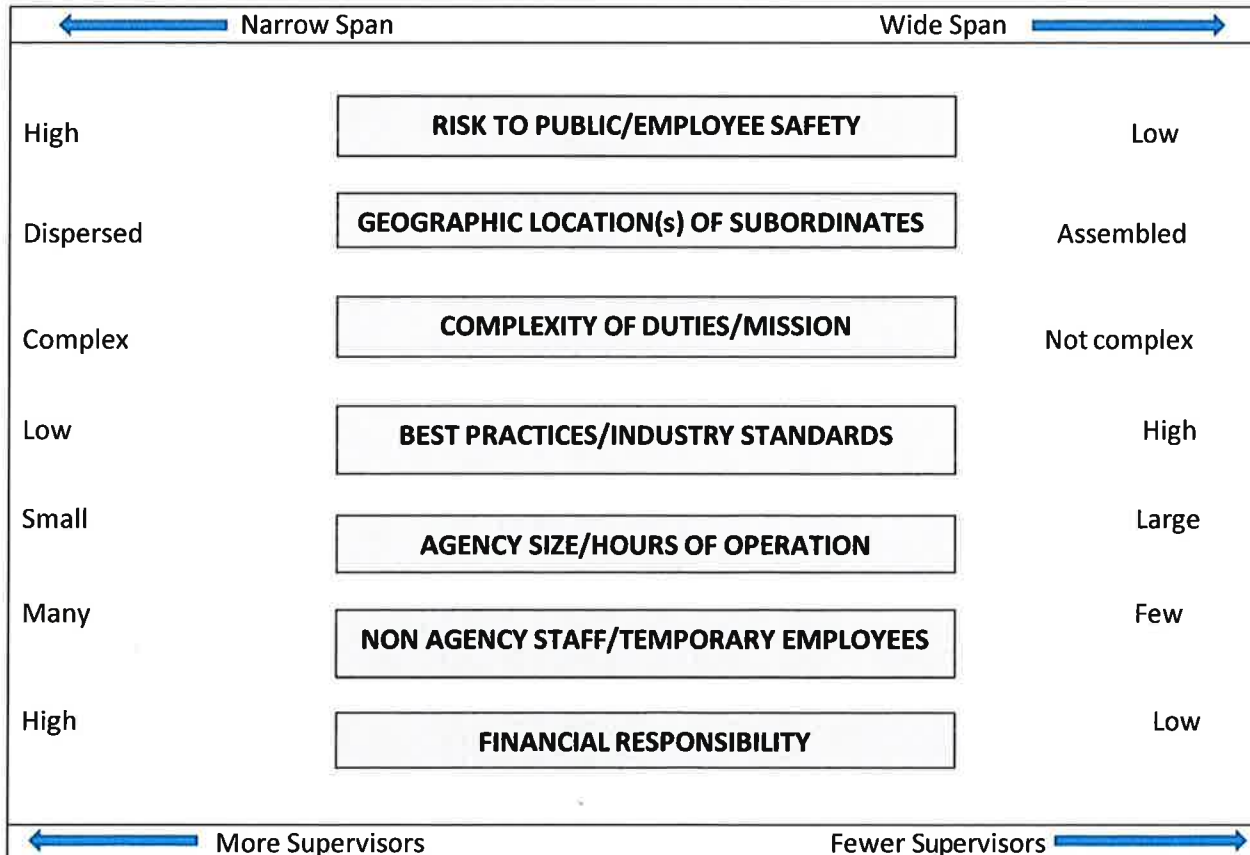 Narrow Span Wide Span
High RISK TO PUBLIC/EMPLOYEE SAFETY Low
Dispersed GEOGRAPHIC LOCATION(s) OF SUBORDINATES Assembled
Complex COMPLEXITY OF DUTIES/MISSION Not complex
Low BEST PRACTICES/INDUSTRY STANDARDS High
Small AGENCY SIZE/HOURS OF OPERATION Large
Many NON AGENCY STAFF/TEMPORARY EMPLOYEES Few
High FINANCIAL RESPONSIBILITY Low
More Supervisors Fewer Supervisors